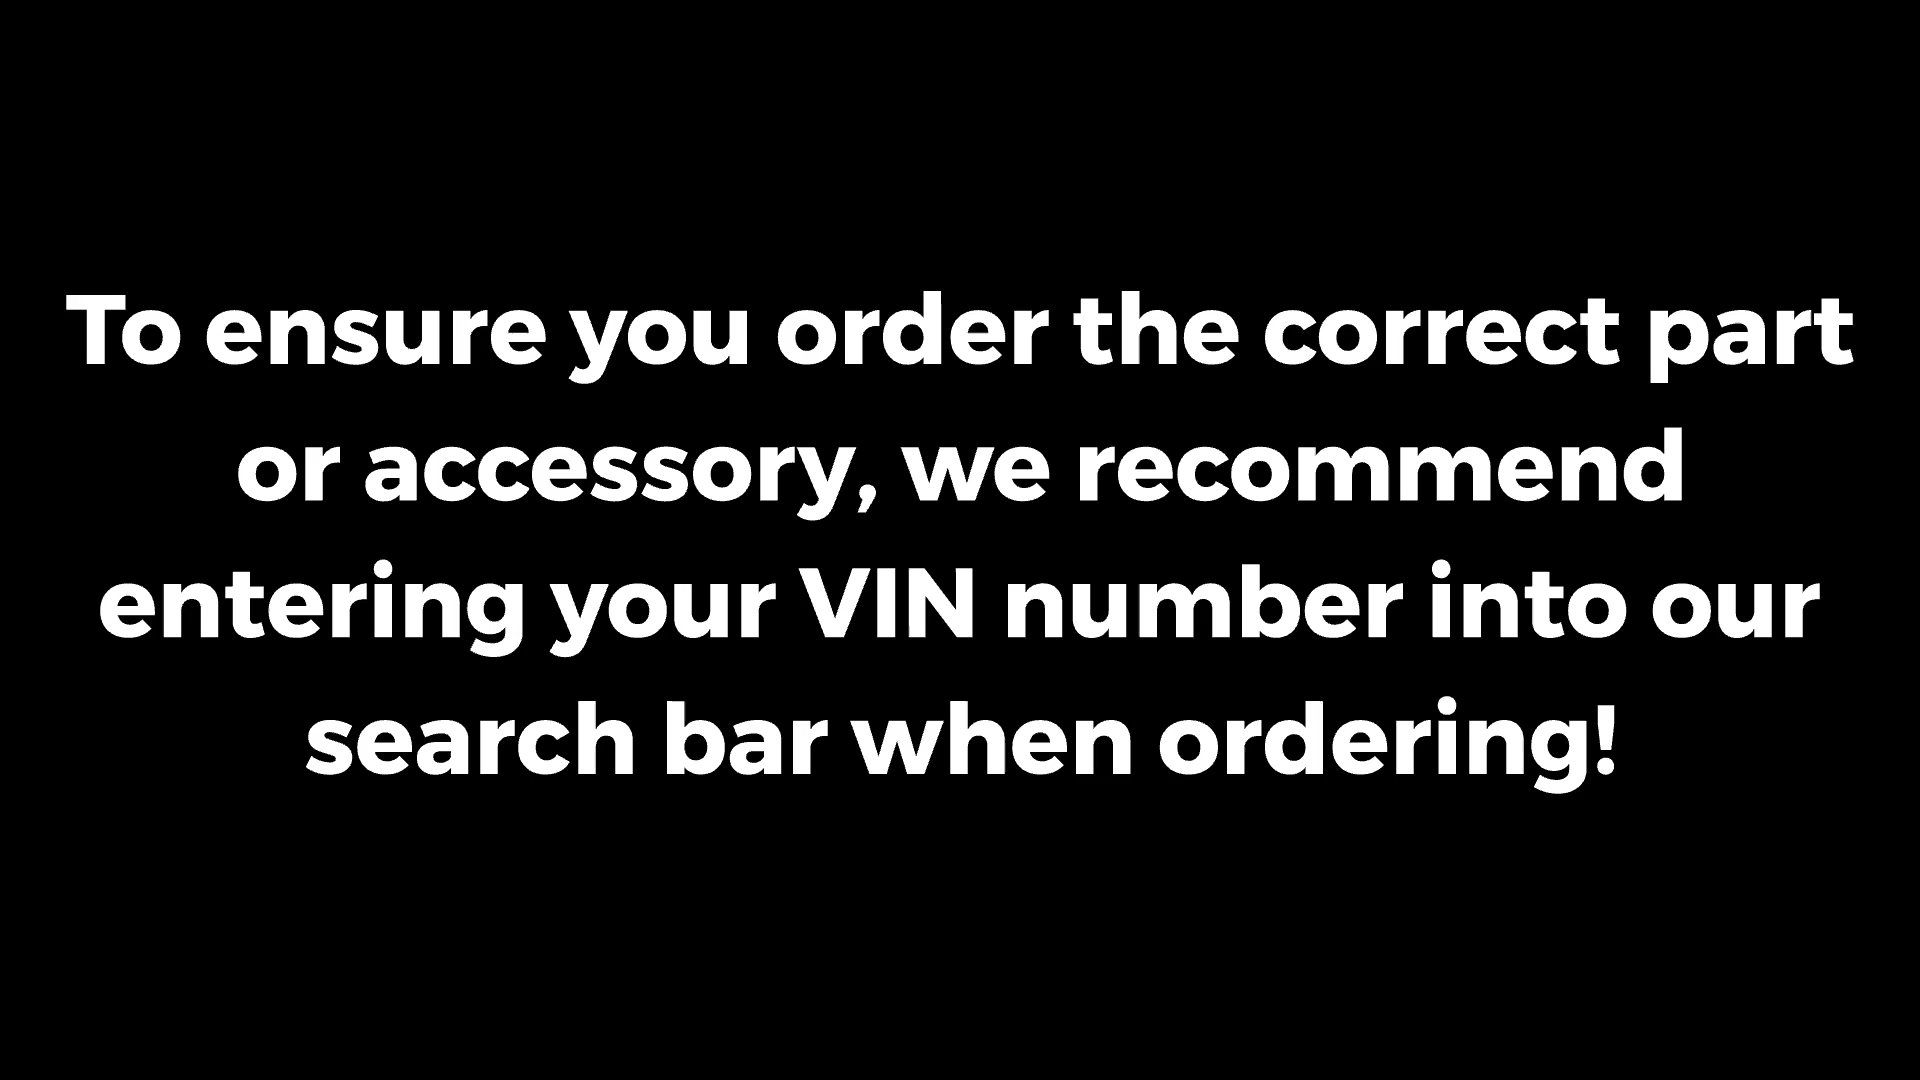 To ensure you order the correct part
or accessory, we recommend
entering your VIN number into our
search bar when ordering!